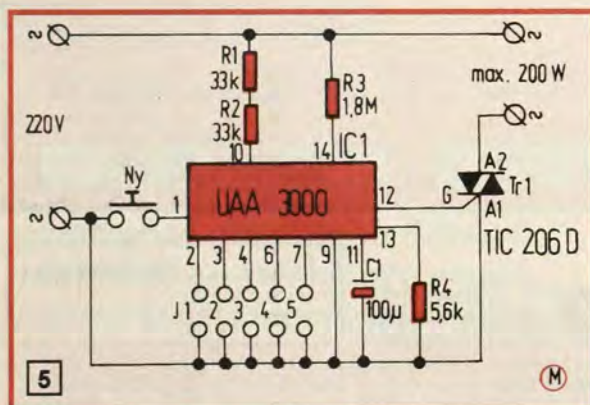 ~
R1
33k
R2
33k
R3
1,8M
~
max. 200 W
~
220V
10
14
IC1
Ny
~
1
UAA 3000
12
13
G
A2
Tr1
A1
TIC 206 D
2
3
4
6
7
9
11
C1
100µ
R4
5,6k
J1
2
3
4
5
5
M